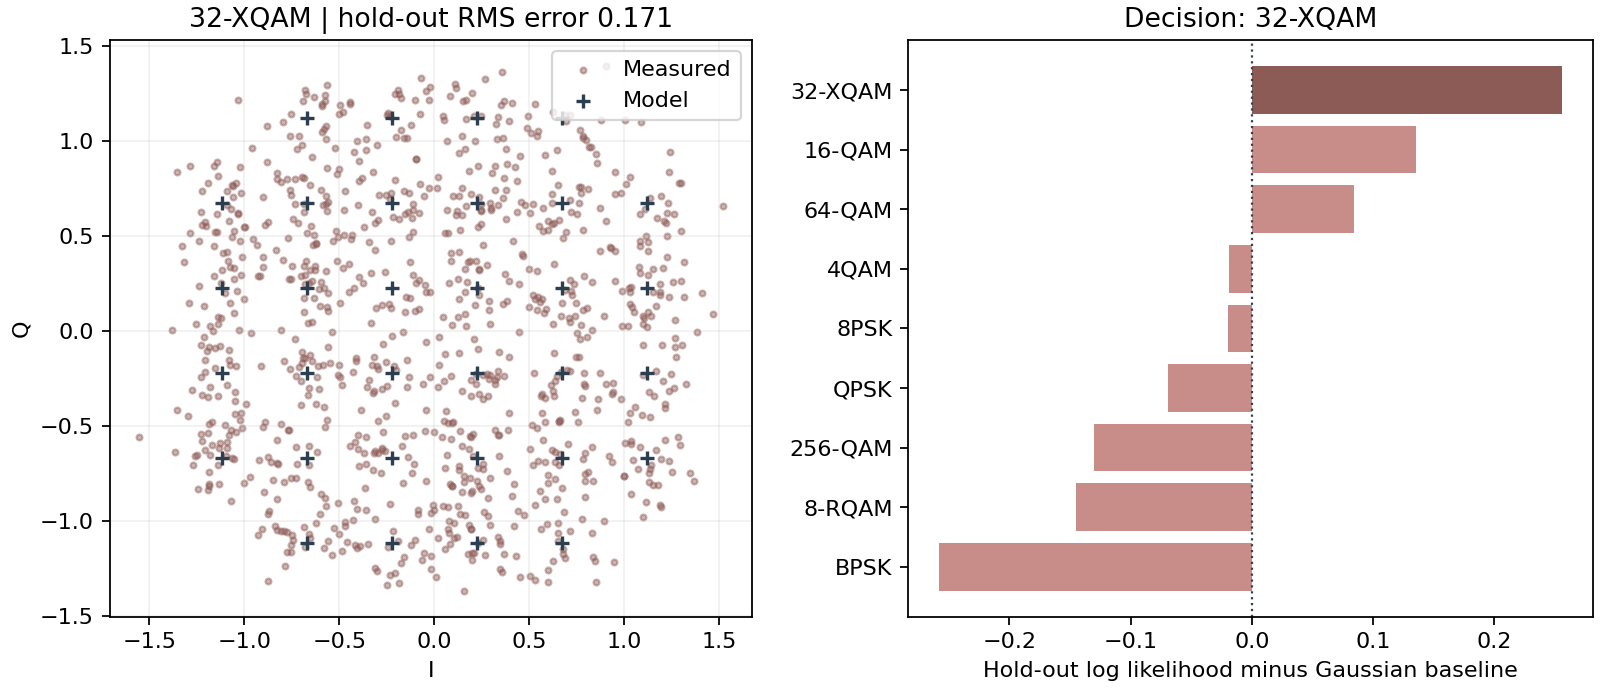 32-XQAM | hold-out RMS error 0.171
1.5
1.0
0.5
0.0
−0.5
−1.0
−1.5
Q
Measured
Model
−1.5 −1.0 −0.5 0.0 0.5 1.0 1.5
I
Decision: 32-XQAM
32-XQAM
16-QAM
64-QAM
4QAM
8PSK
QPSK
256-QAM
8-RQAM
BPSK
−0.2 −0.1 0.0 0.1 0.2
Hold-out log likelihood minus Gaussian baseline